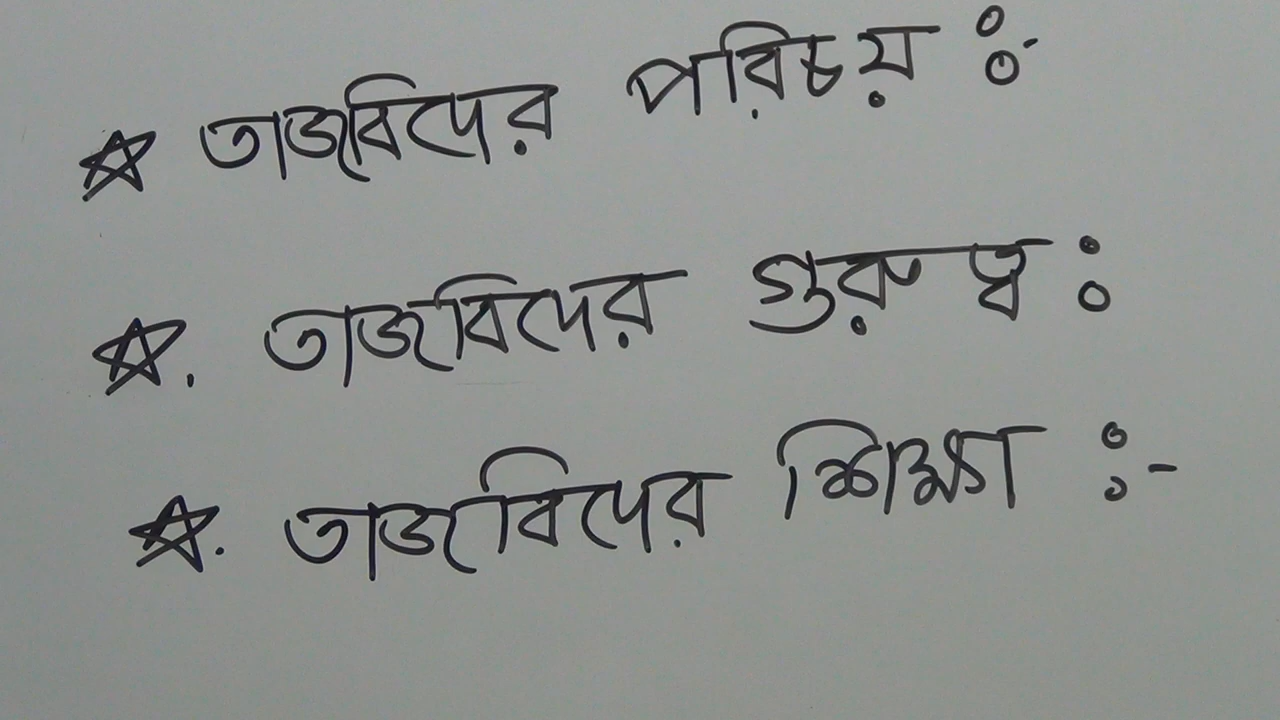 ☆ তাজবিদের পরিচয় :-
☆. তাজবিদের গুরুত্ব :
☆. তাজবিদের শিক্ষা :-